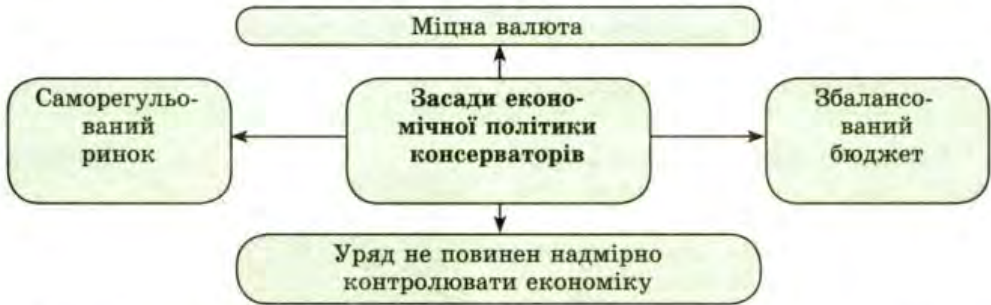 Міцна валюта
Саморегульо-
ваний
ринок
Засади еконо-
мічної політики
консерваторів
Збалансо-
ваний
бюджет
Уряд не повинен надмірно
контролювати економіку